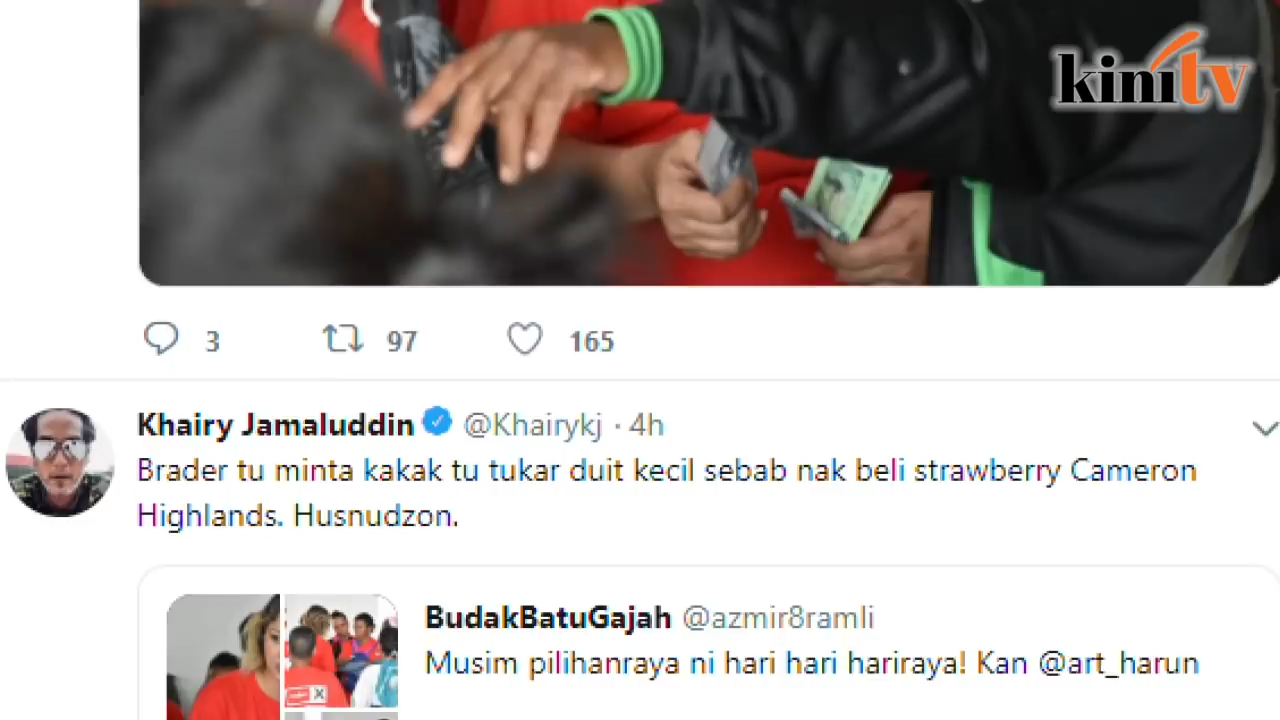 kinitv
3 97 165
Khairy Jamaluddin @Khairykj · 4h
Brader tu minta kakak tu tukar duit kecil sebab nak beli strawberry Cameron
Highlands. Husnudzon.
BudakBatuGajah @azmir8ramli
Musim pilihanraya ni hari hari hariraya! Kan @art_harun